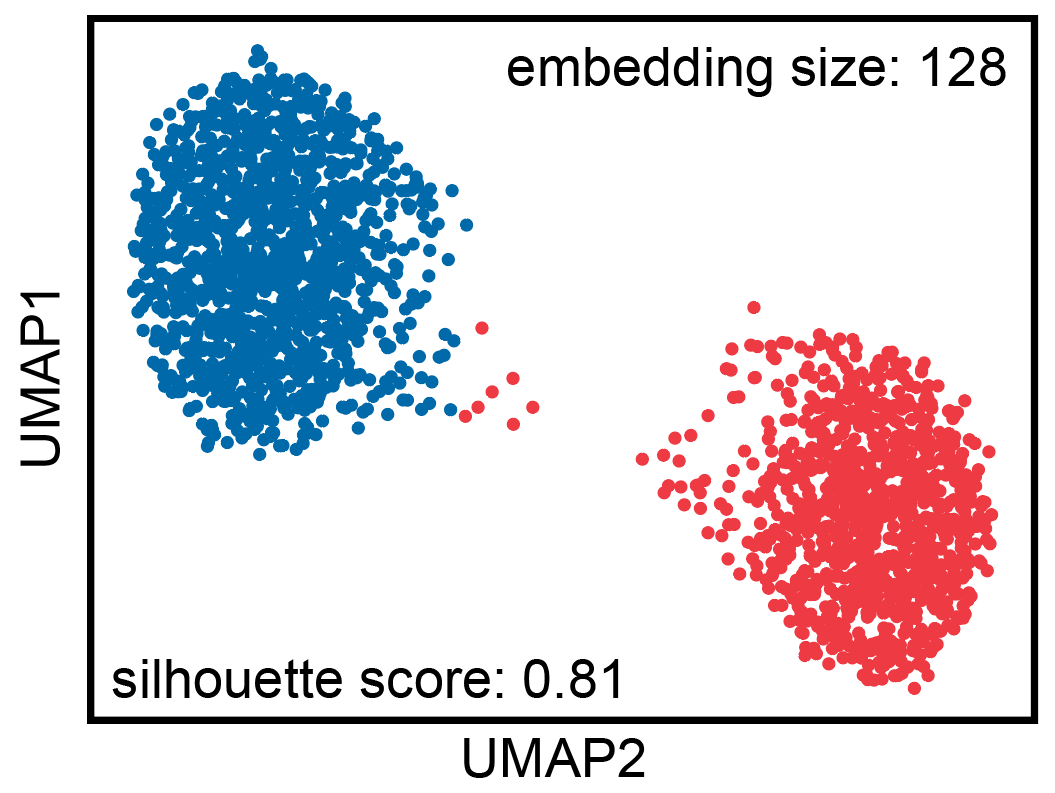 embedding size: 128
UMAP1
silhouette score: 0.81
UMAP2